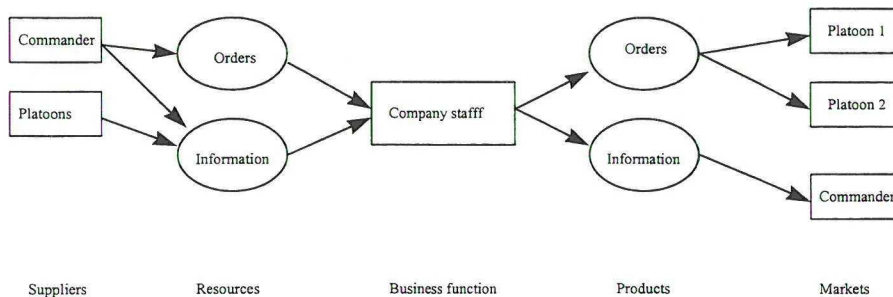 Commander
Orders
Orders
Platoon 1
Platoons
Company stafff
Platoon 2
Information
Information
Commander
Suppliers
Resources
Business function
Products
Markets